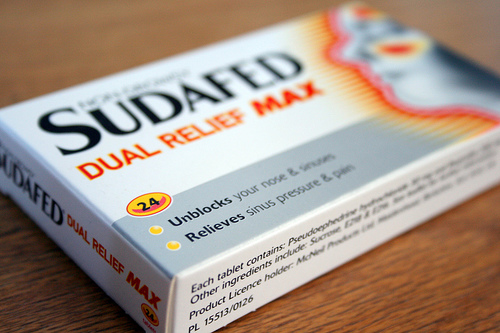 NON-DROWSY
SUDAFED
DUAL RELIEF MAX
24
Unblocks your nose & sinuses
Relieves sinus pressure & pain
Each tablet contains: Pseudoephedrine hydrochloride,
Other ingredients include: Sucrose, E218 & E216.
Product Licence holder: McNeil Products Ltd.
PL 15513/0126
SUDAFED DUAL RELIEF MAX
24